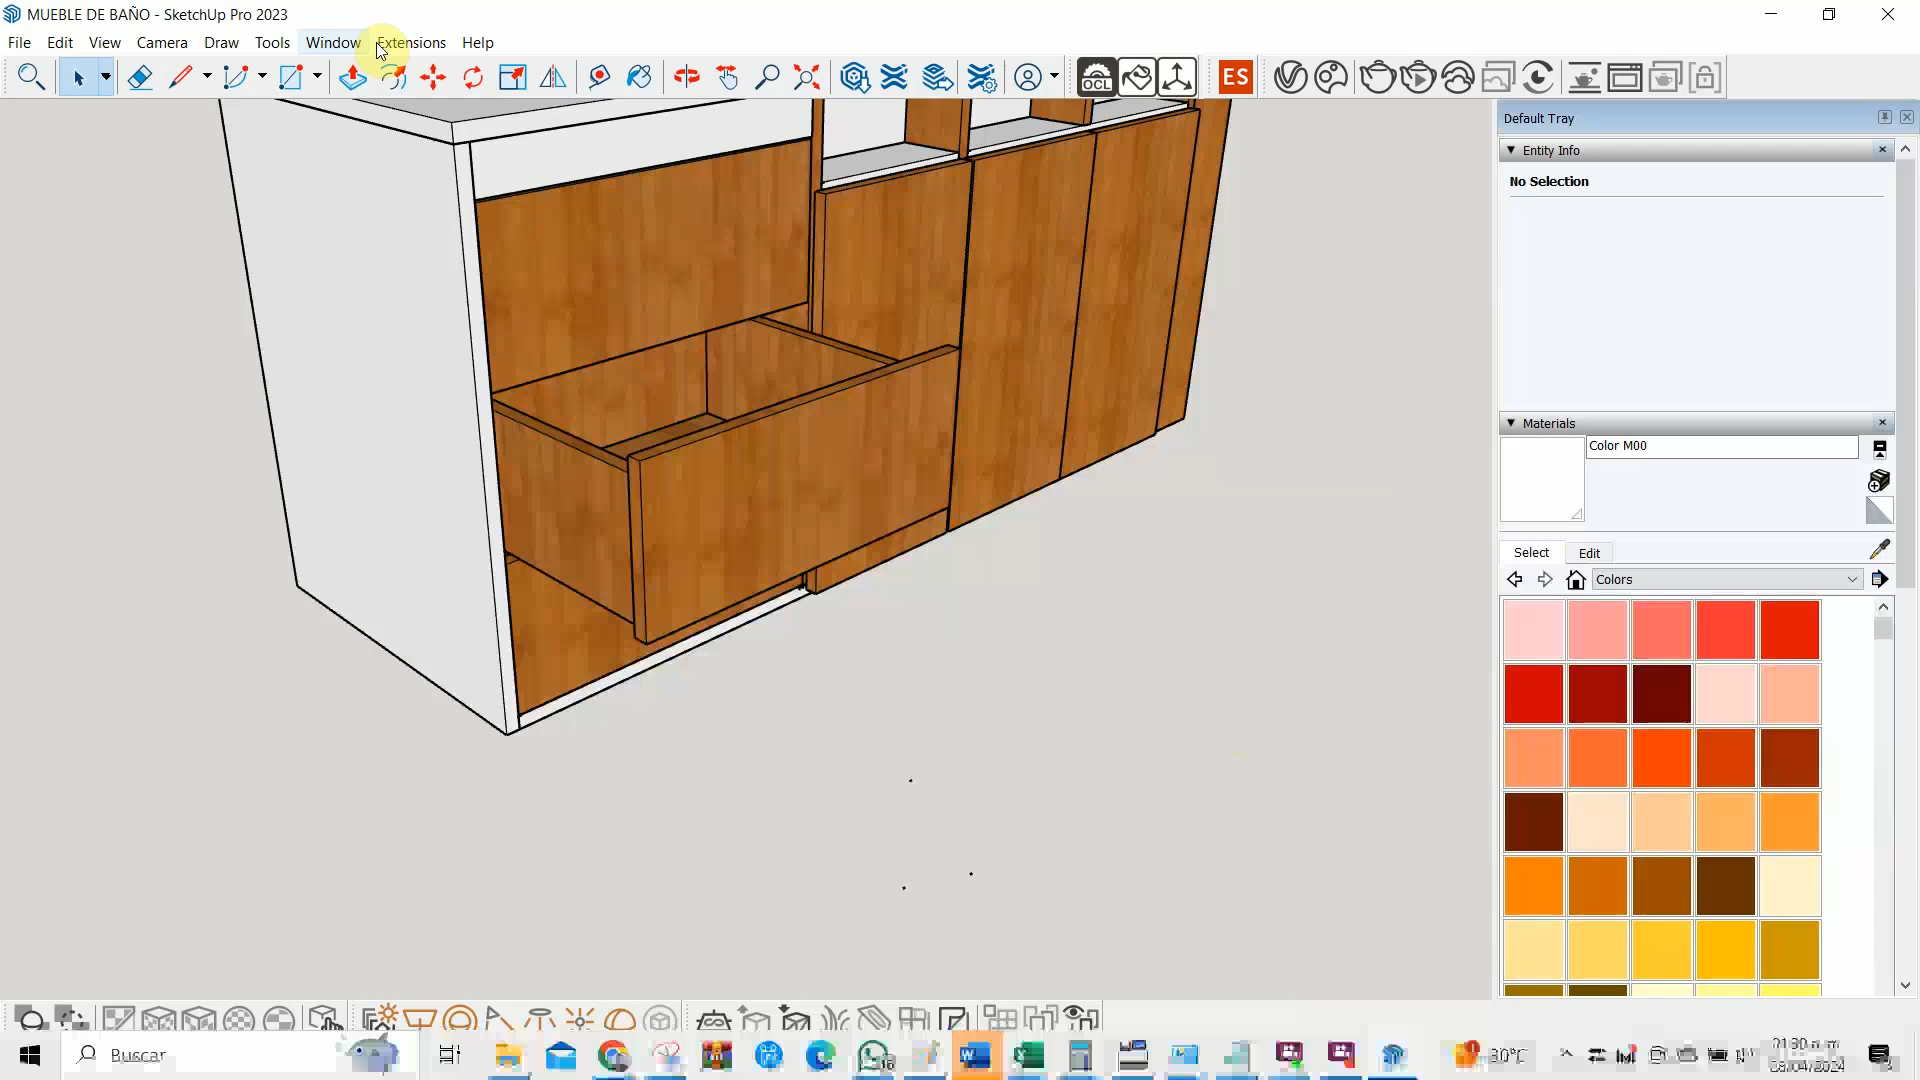 MUEBLE DE BAÑO - SketchUp Pro 2023
File Edit View Camera Draw Tools Window Extensions Help
OCL
ES
Default Tray
Entity Info
No Selection
Materials
Color M00
Select Edit
Colors
Buscar
16
30°C